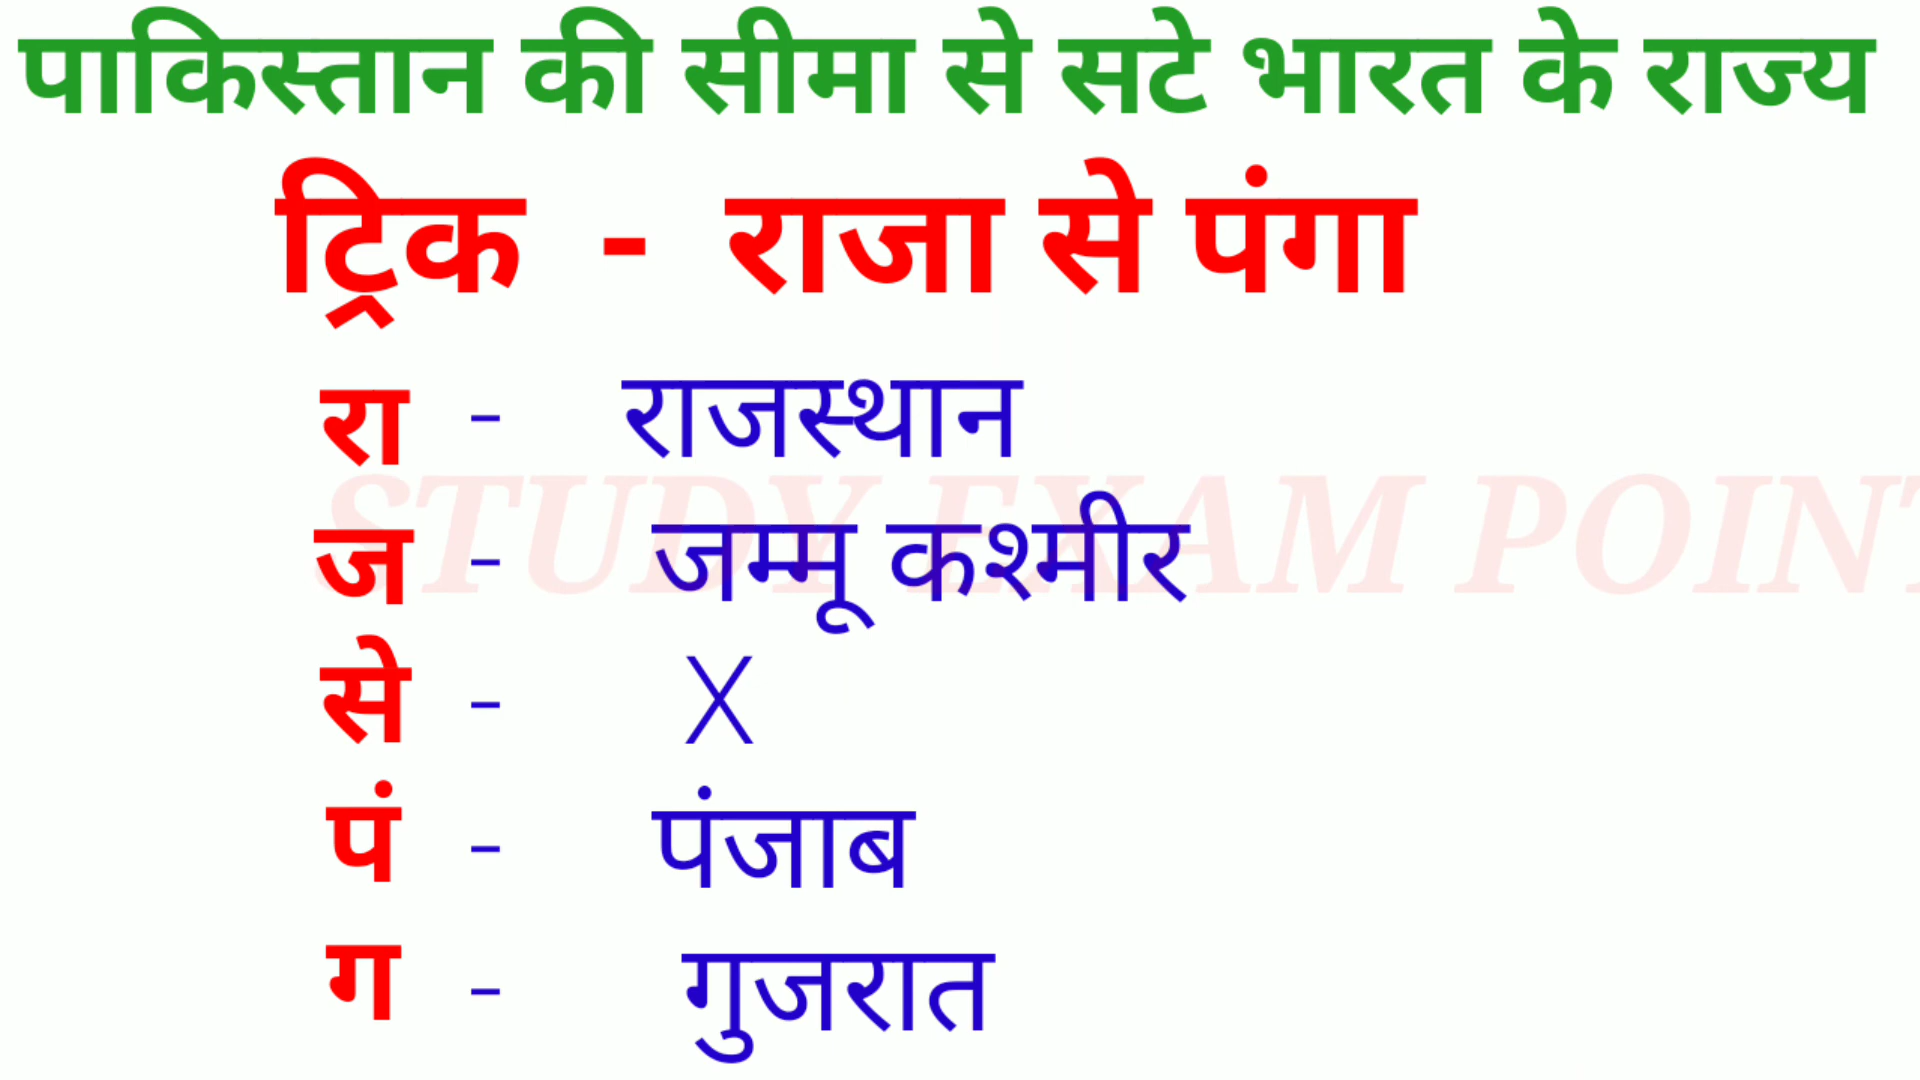 पाकिस्तान की सीमा से सटे भारत के राज्य
ट्रिक - राजा से पंगा
रा - राजस्थान
ज - जम्मू कश्मीर
STUDY EXAM POINT
से - X
पं - पंजाब
ग - गुजरात